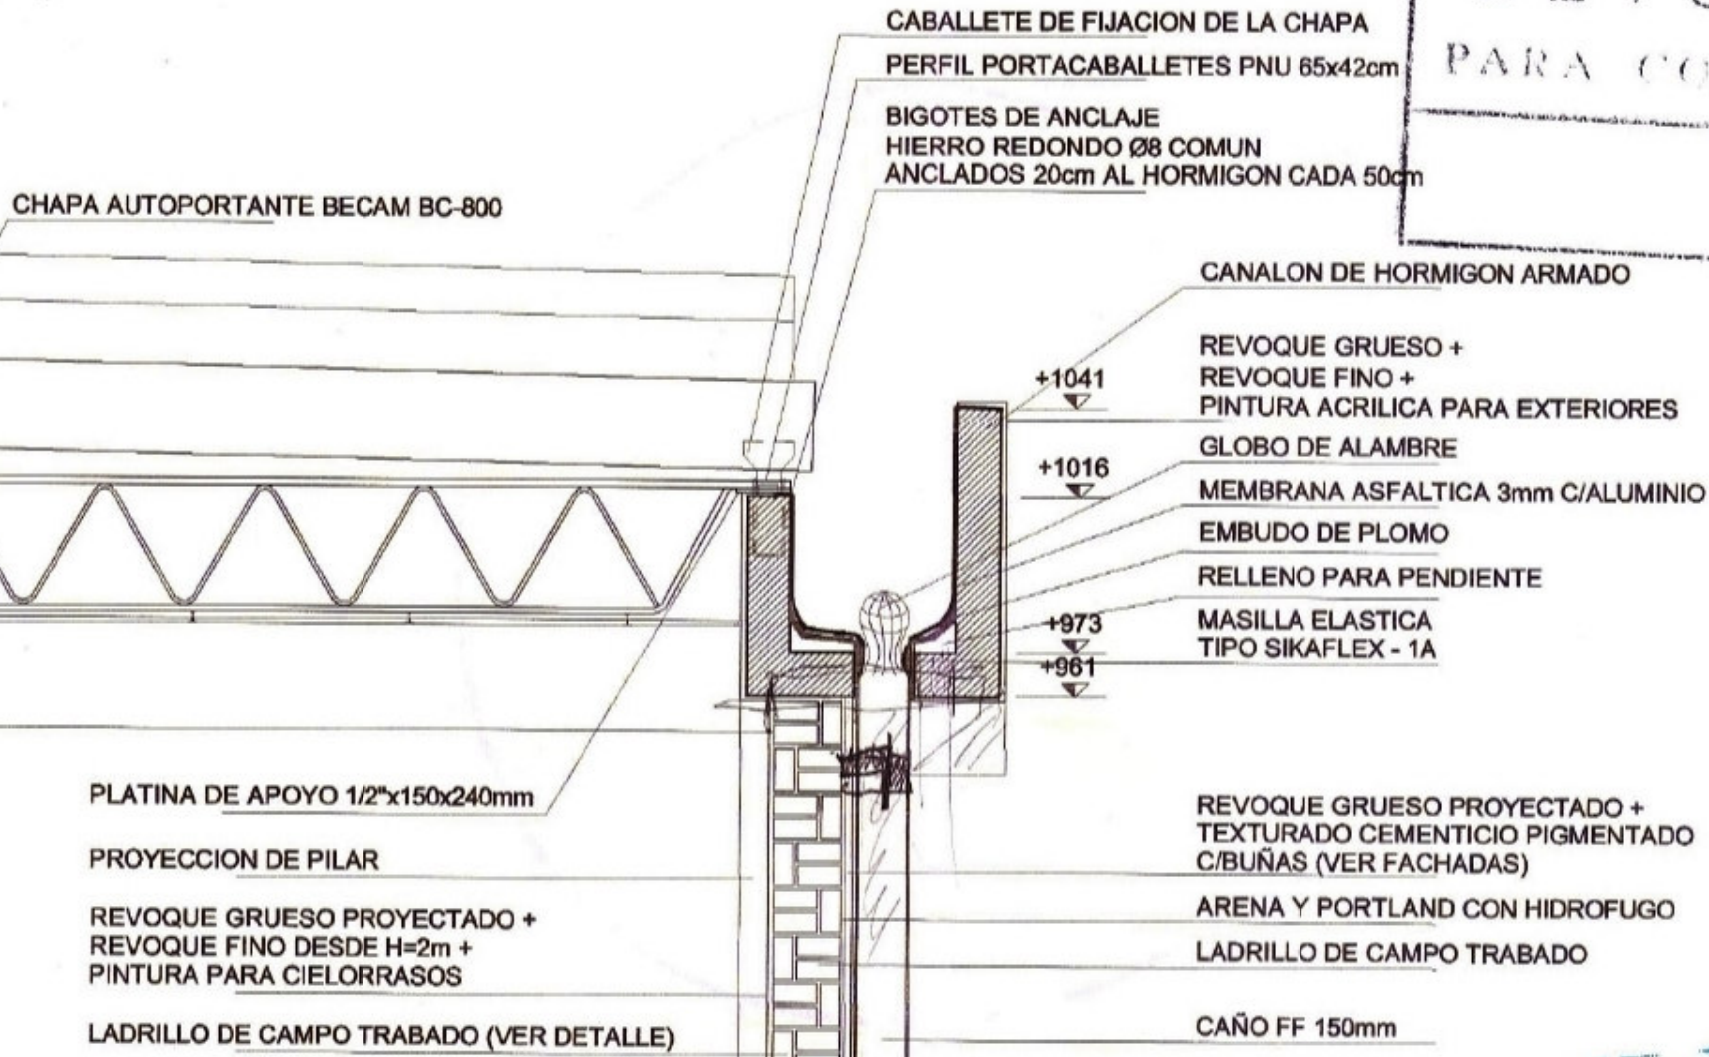 CABALLETE DE FIJACION DE LA CHAPA
PERFIL PORTACABALLETES PNU 65x42cm
BIGOTES DE ANCLAJE
HIERRO REDONDO Ø8 COMUN
ANCLADOS 20cm AL HORMIGON CADA 50cm
PARA
CHAPA AUTOPORTANTE BECAM BC-800
CANALON DE HORMIGON ARMADO
REVOQUE GRUESO +
REVOQUE FINO +
PINTURA ACRILICA PARA EXTERIORES
GLOBO DE ALAMBRE
MEMBRANA ASFALTICA 3mm C/ALUMINIO
EMBUDO DE PLOMO
RELLENO PARA PENDIENTE
MASILLA ELASTICA
TIPO SIKAFLEX - 1A
+1041
+1016
+973
+961
PLATINA DE APOYO 1/2"x150x240mm
PROYECCION DE PILAR
REVOQUE GRUESO PROYECTADO +
REVOQUE FINO DESDE H=2m +
PINTURA PARA CIELORRASOS
LADRILLO DE CAMPO TRABADO (VER DETALLE)
REVOQUE GRUESO PROYECTADO +
TEXTURADO CEMENTICIO PIGMENTADO
C/BUÑAS (VER FACHADAS)
ARENA Y PORTLAND CON HIDROFUGO
LADRILLO DE CAMPO TRABADO
CAÑO FF 150mm